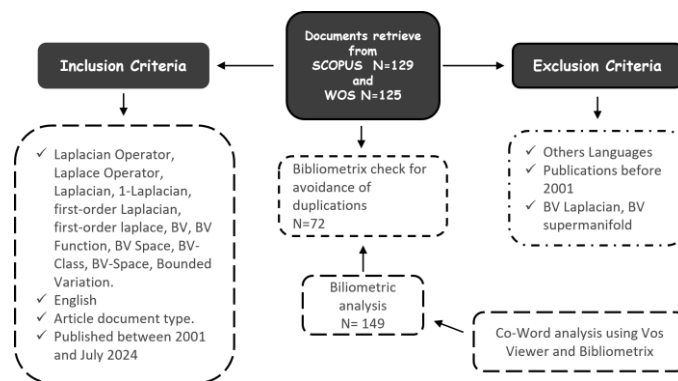 Documents retrieve
from
SCOPUS N=129
and
WOS N=125
Inclusion Criteria
Exclusion Criteria
✓ Laplacian Operator,
Laplace Operator,
Laplacian, 1-Laplacian,
first-order Laplacian,
first-order laplace, BV, BV
Function, BV Space, BV-
Class, BV-Space, Bounded
Variation.
✓ English
✓ Article document type.
✓ Published between 2001
and July 2024
Bibliometrix check for
avoidance of
duplications
N=72
✓ Others Languages
✓ Publications before
2001
✓ BV Laplacian, BV
supermanifold
Biliometric
analysis
N= 149
Co-Word analysis using Vos
Viewer and Bibliometrix